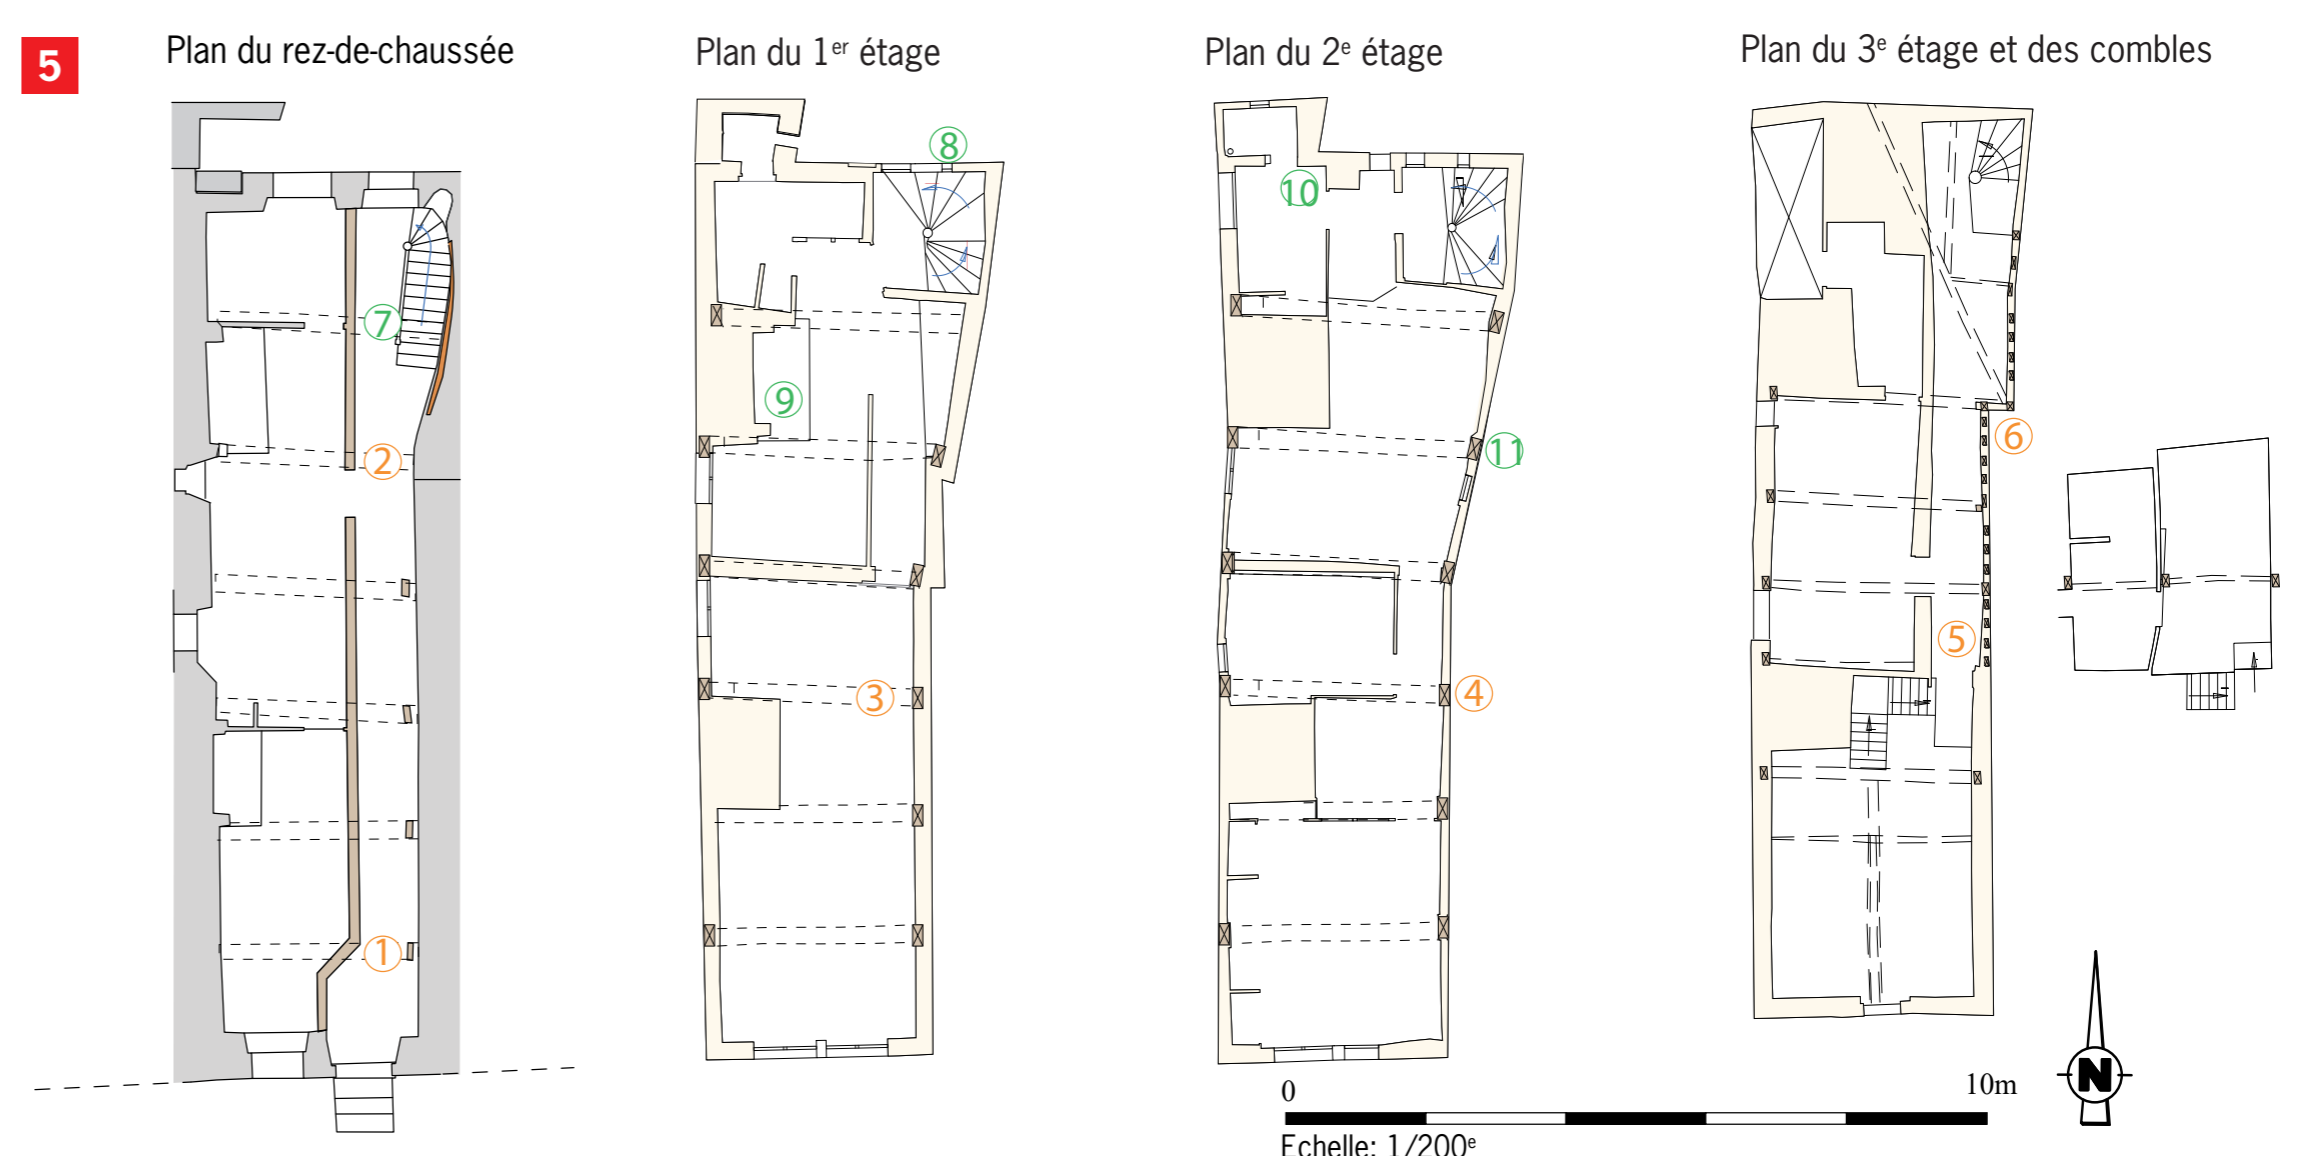 5
Plan du rez-de-chaussée
Plan du 1er étage
Plan du 2e étage
Plan du 3e étage et des combles
8
10
7
9
2
11
6
5
3
4
1
0
10m
N
Echelle: 1/200e